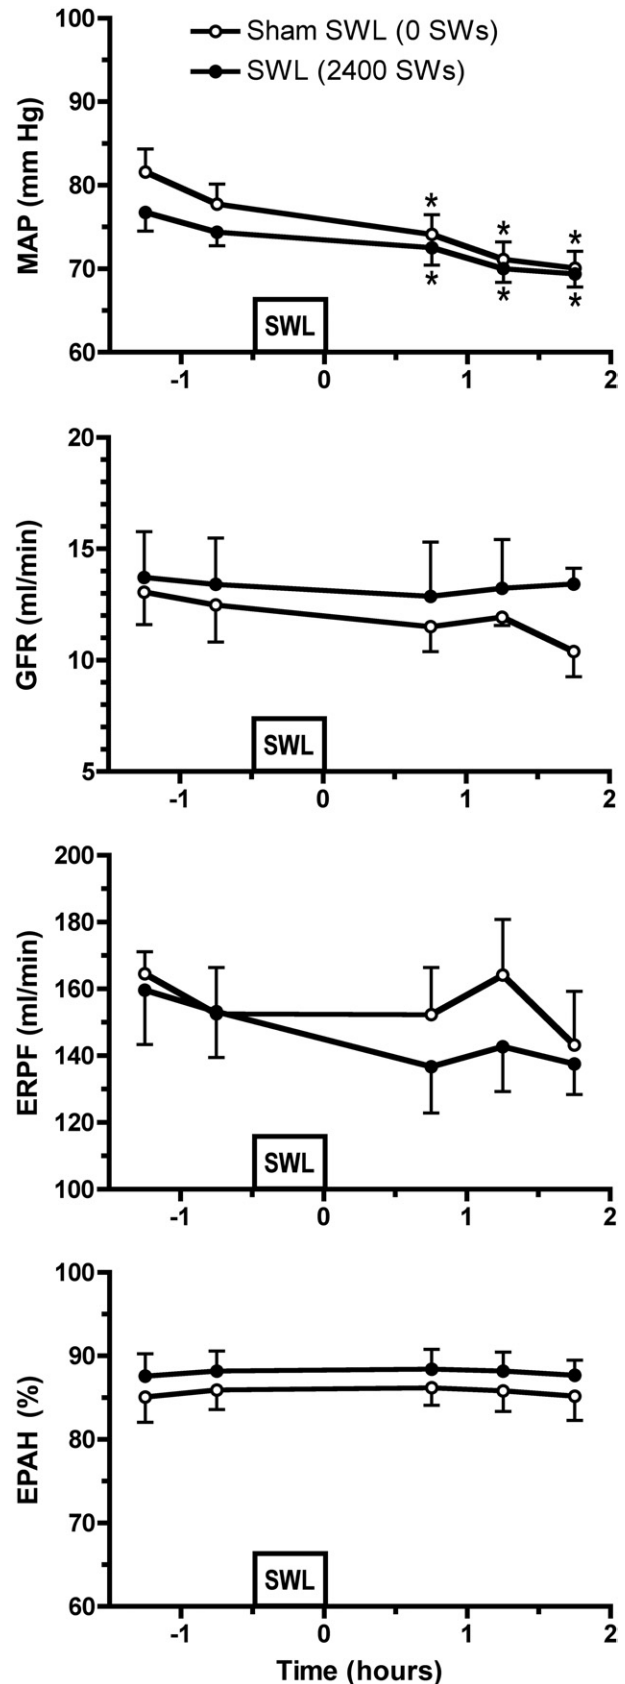 Sham SWL (0 SWs)
SWL (2400 SWs)
MAP (mm Hg)
100
90
80
70
60
* * *
* * *
SWL
-1 0 1 2
GFR (ml/min)
20
15
10
5
SWL
-1 0 1 2
ERPF (ml/min)
200
180
160
140
120
100
SWL
-1 0 1 2
EPAH (%)
100
90
80
70
60
SWL
-1 0 1 2
Time (hours)